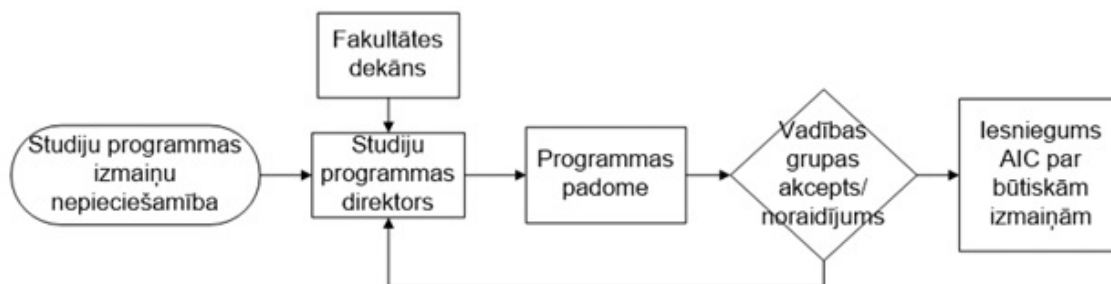 Fakultātes
dekāns
Studiju programmas
izmaiņu
nepieciešamība
Studiju
programmas
direktors
Programmas
padome
Vadības
grupas
akcepts/
noraidījums
Iesniegums
AIC par
būtiskām
izmaiņām